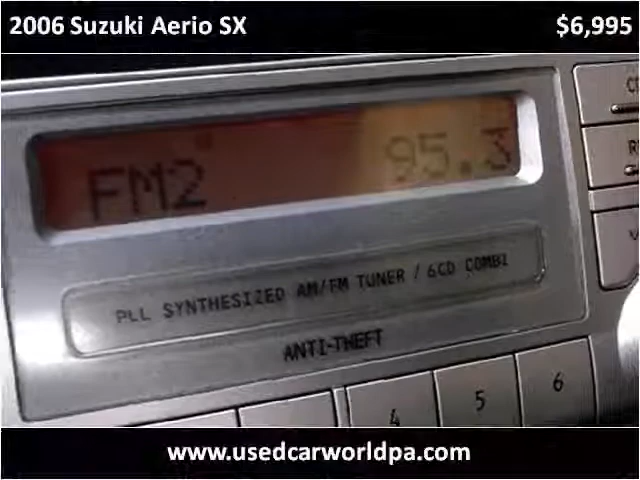 2006 Suzuki Aerio SX $6,995
FM2 95.3
PLL SYNTHESIZED AM/FM TUNER / 6CD COMBI
ANTI-THEFT
4 5 6
www.usedcarworldpa.com